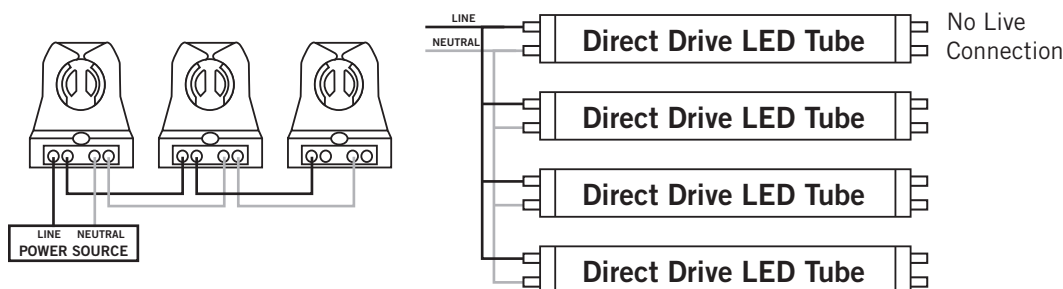 LINE NEUTRAL
POWER SOURCE
LINE
NEUTRAL
Direct Drive LED Tube
No Live
Connection
Direct Drive LED Tube
Direct Drive LED Tube
Direct Drive LED Tube